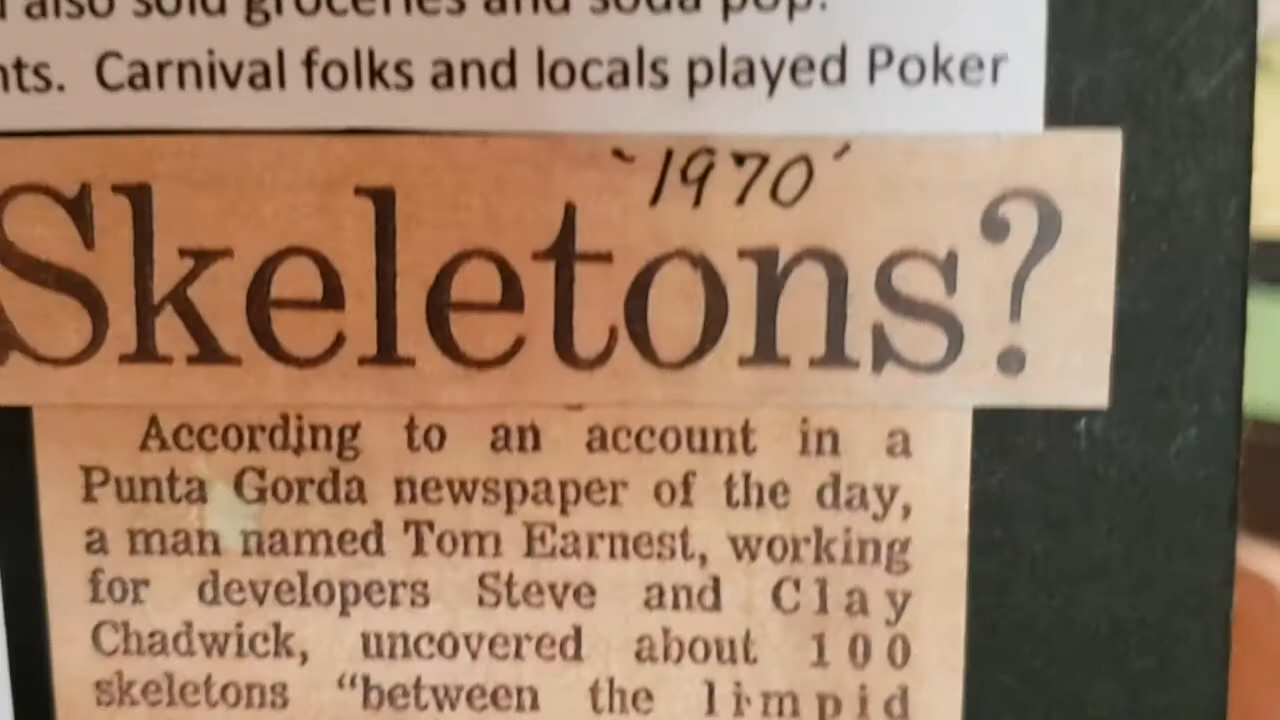 also sold groceries and soda pop.
nts. Carnival folks and locals played Poker
`1970´
Skeletons?
According to an account in a
Punta Gorda newspaper of the day,
a man named Tom Earnest, working
for developers Steve and Clay
Chadwick, uncovered about 100
skeletons “between the limpid